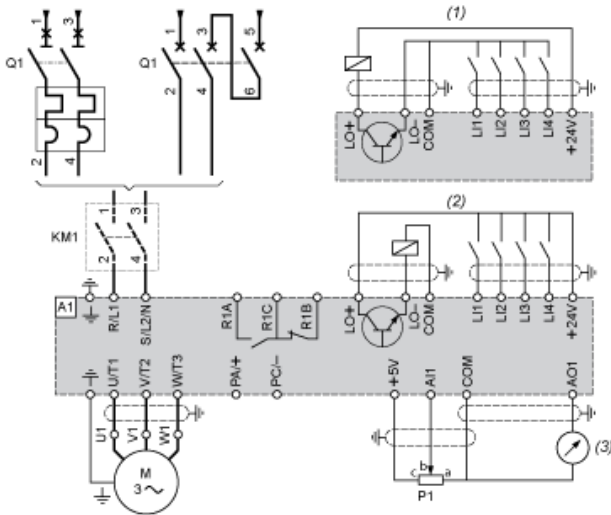 1 3
Q1
2 4
1 3 5
Q1
2 4 6
(1)
LO+ LO- COM LI1 LI2 LI3 LI4 +24V
1 3
KM1
2 4
(2)
A1
R/L1 S/L2/N R1A R1C R1B LO+ LO- COM LI1 LI2 LI3 LI4 +24V
U/T1 V/T2 W/T3 PA/+ PC/– +5V AI1 COM AO1
U1 V1 W1
M
3~
c b a
P1
(3)